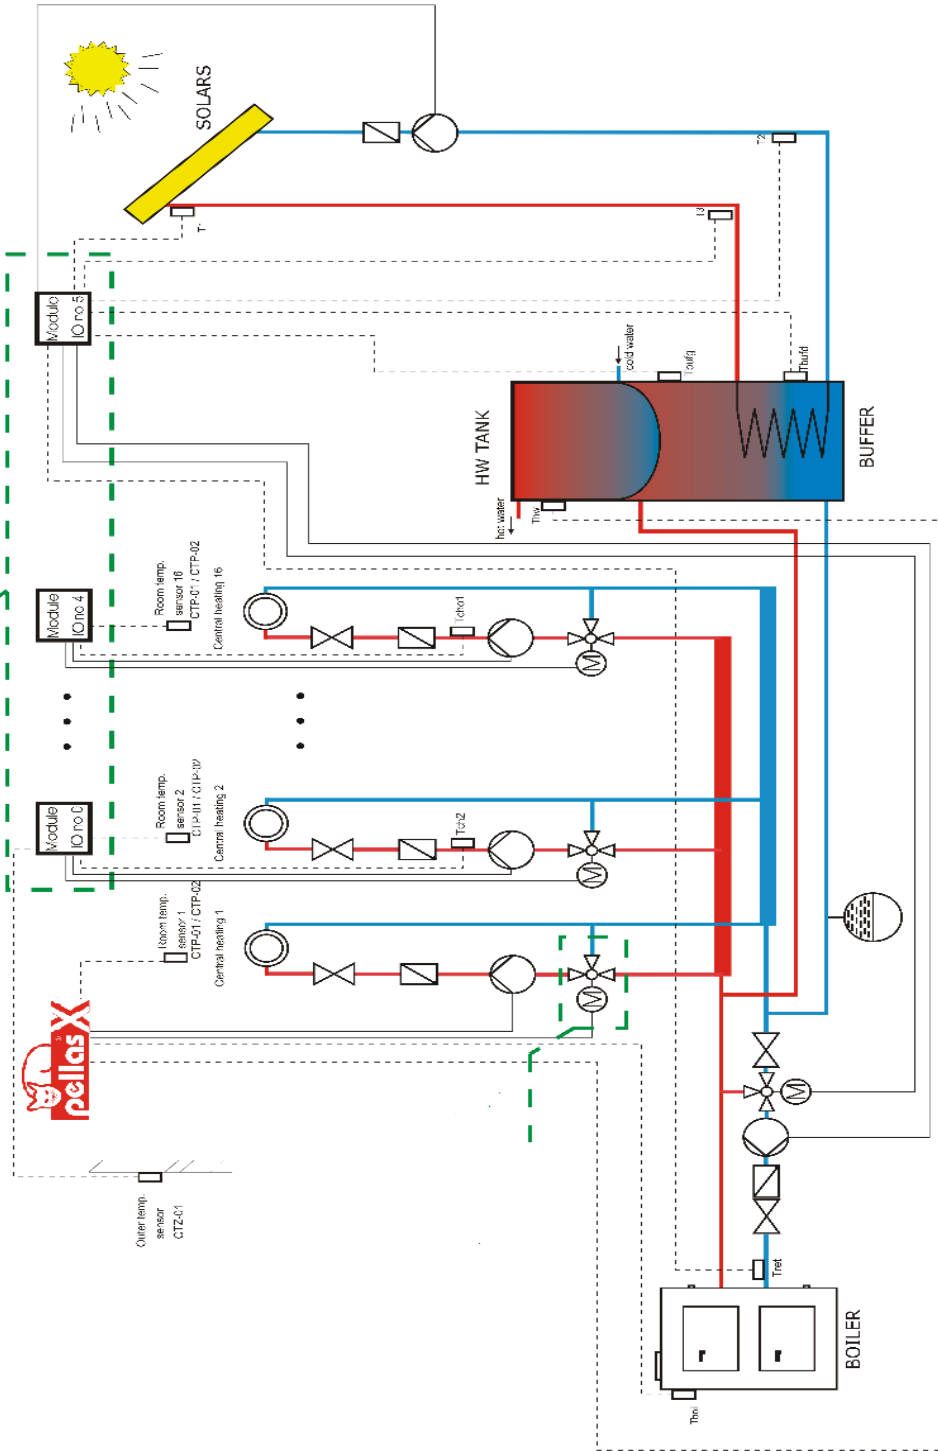 SOLARS
T1
T3
T2
Module
IO no 5
cold water
Tbufg
Tbufd
HW TANK
BUFFER
hot water
Thw
Module
IO no 4
Room temp.
sensor 16
CTP-01 / CTP-02
Central heating 16
Tcho1
M
Module
IO no 0
Room temp.
sensor 2
CTP-01 / CTP-02
Central heating 2
Tch2
M
Room temp.
sensor 1
CTP-01 / CTP-02
Central heating 1
M
pellasX
M
Outer temp.
sensor
CTZ-01
Tret
BOILER